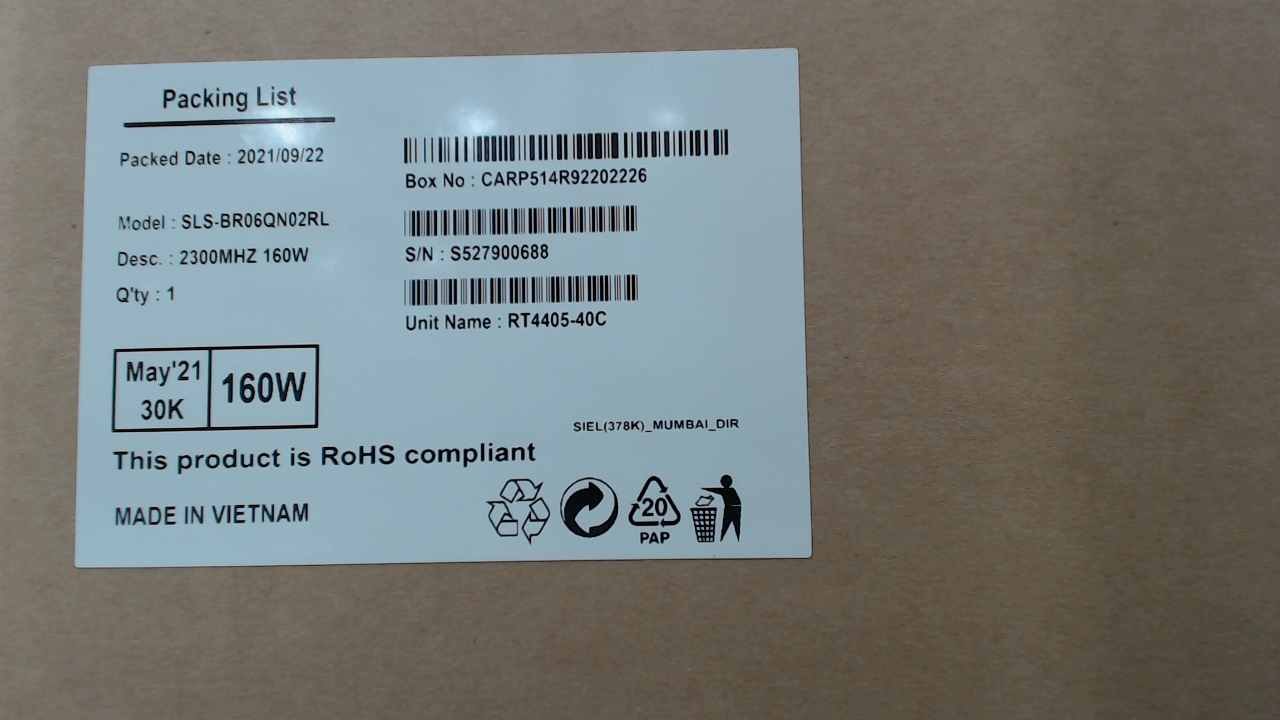 Packing List
Packed Date : 2021/09/22
Box No : CARP514R92202226
Model : SLS-BR06QN02RL
S/N : S527900688
Desc. : 2300MHZ 160W
Q'ty : 1
Unit Name : RT4405-40C
May'21
30K
160W
SIEL(378K)_MUMBAI_DIR
This product is RoHS compliant
MADE IN VIETNAM
20
PAP